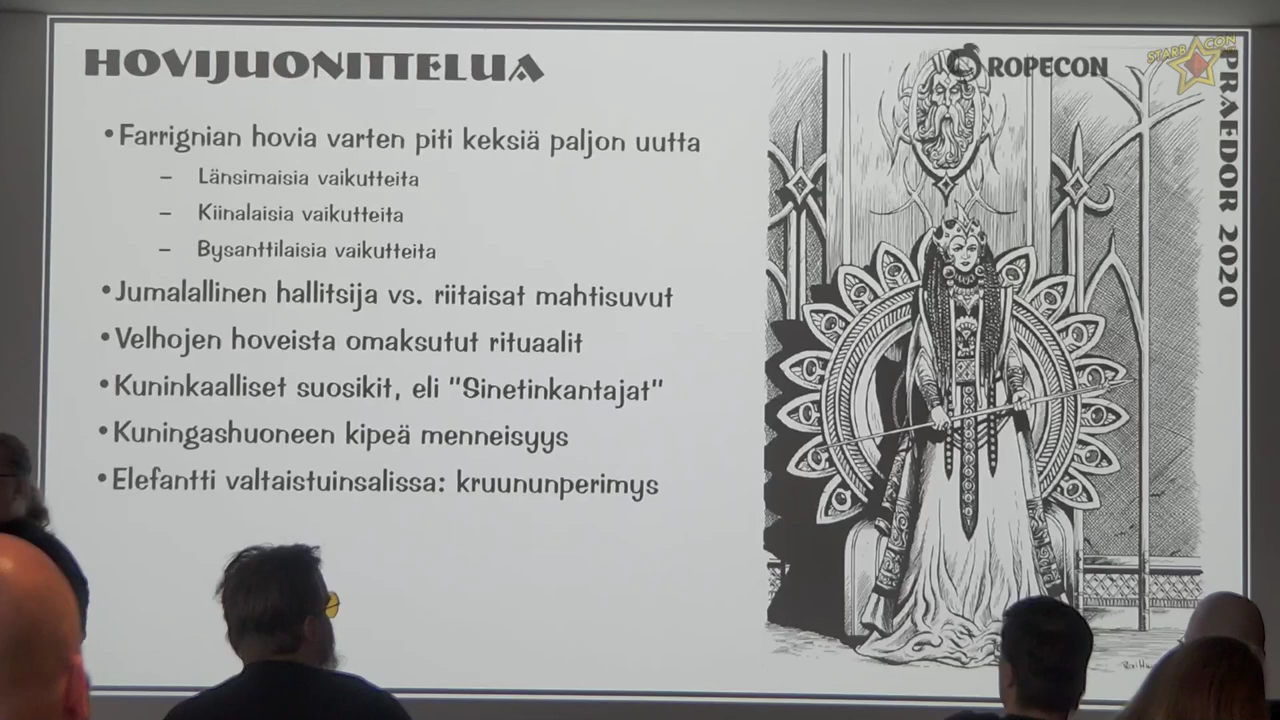 HOVIJUONITTELUA
ROPECON
STARBCON
PRAEDOR 2020
•Farrignian hovia varten piti keksiä paljon uutta
– Länsimaisia vaikutteita
– Kiinalaisia vaikutteita
– Bysanttilaisia vaikutteita
•Jumalallinen hallitsija vs. riitaisat mahtisuvut
•Velhojen hoveista omaksutut rituaalit
•Kuninkaalliset suosikit, eli "Sinetinkantajat"
•Kuningashuoneen kipeä menneisyys
•Elefantti valtaistuinsalissa: kruununperimys